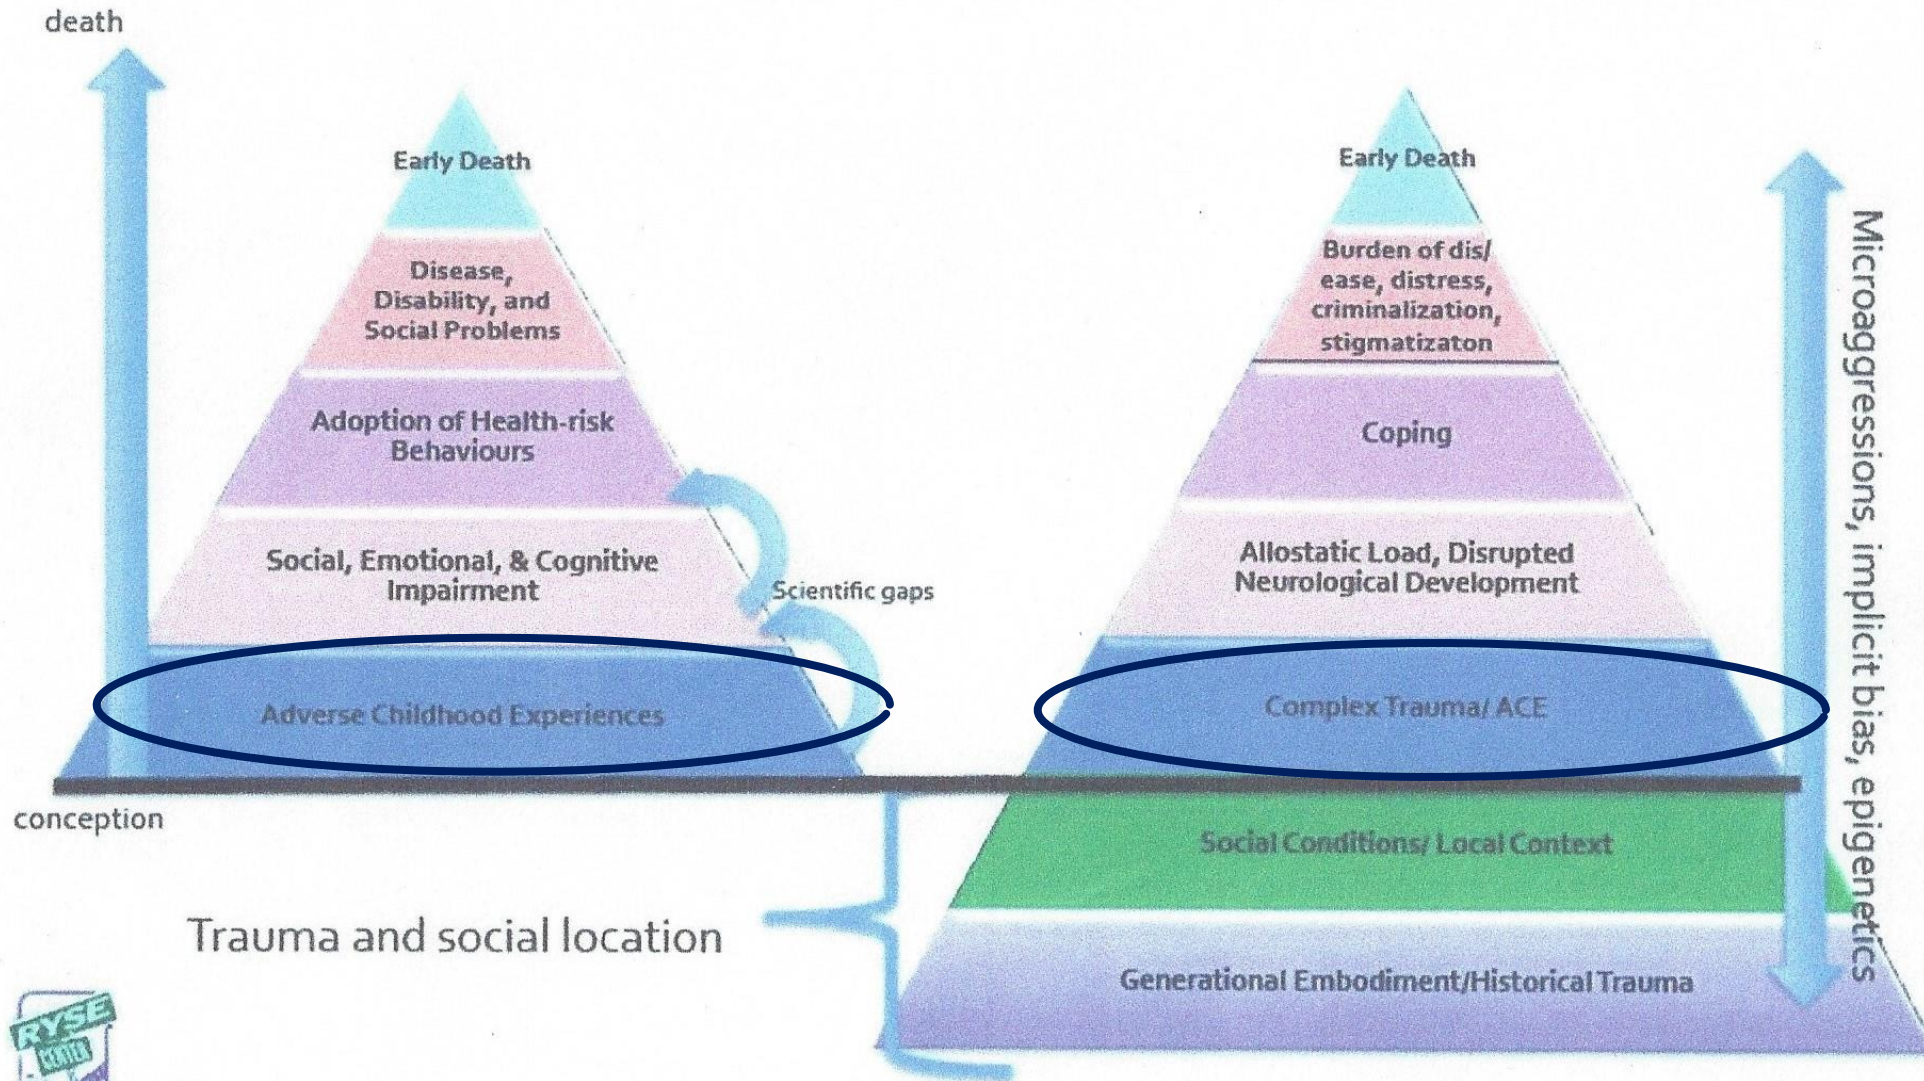 death
Early Death
Disease,
Disability, and
Social Problems
Adoption of Health-risk
Behaviours
Social, Emotional, & Cognitive
Impairment
Scientific gaps
Adverse Childhood Experiences
conception
Trauma and social location
RYSE
CENTER
Early Death
Burden of dis/
ease, distress,
criminalization,
stigmatizaton
Coping
Allostatic Load, Disrupted
Neurological Development
Complex Trauma/ ACE
Social Conditions/ Local Context
Generational Embodiment/Historical Trauma
Microaggressions, implicit bias, epigenetics